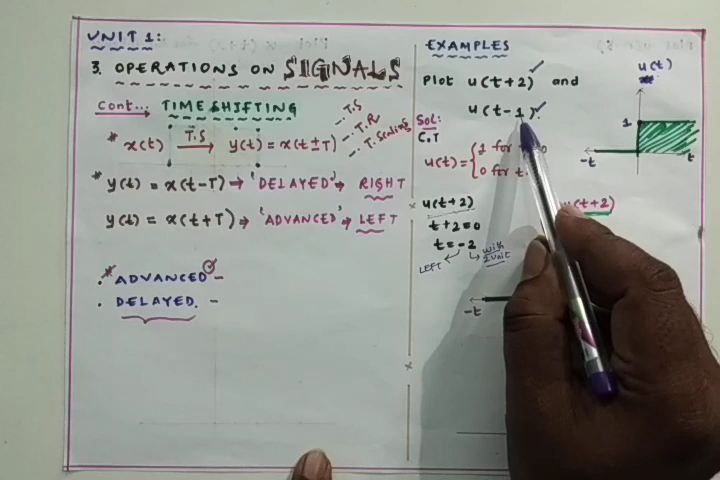 UNIT 1:
3. OPERATIONS ON SIGNALS
cont... TIME SHIFTING
* x(t) T.S → y(t) = x(t±T)
-- T.S
-- T.R
-- T. Scaling
* y(t) = x(t-T) → 'DELAYED' → RIGHT
y(t) = x(t+T) → 'ADVANCED' → LEFT
* ADVANCED -
• DELAYED. -
EXAMPLES
Plot u(t+2) ✓ and
u(t-1) ✓
Sol:
C.T
u(t) = { 1 for
0 for t
u(t+2)
t+2=0
t=-2
LEFT
with
2 unit
u(t)
1
-t
t
u(t+2)
-t